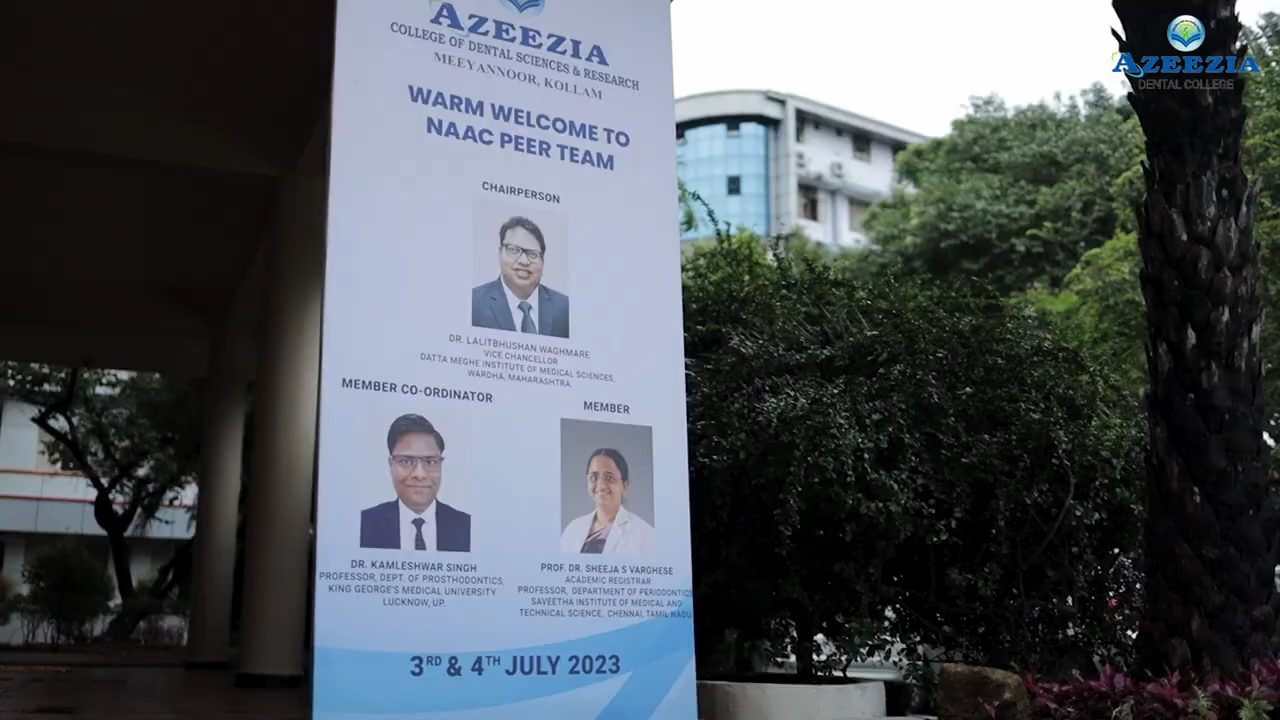 AZEEZIA
COLLEGE OF DENTAL SCIENCES & RESEARCH
MEEYANNOOR, KOLLAM
WARM WELCOME TO
NAAC PEER TEAM
CHAIRPERSON
DR. LALITBHUSHAN WAGHMARE
VICE CHANCELLOR
DATTA MEGHE INSTITUTE OF MEDICAL SCIENCES,
WARDHA, MAHARASHTRA.
MEMBER CO-ORDINATOR
DR. KAMLESHWAR SINGH
PROFESSOR, DEPT. OF PROSTHODONTICS,
KING GEORGE'S MEDICAL UNIVERSITY
LUCKNOW, UP.
MEMBER
PROF. DR. SHEEJA S VARGHESE
ACADEMIC REGISTRAR
PROFESSOR, DEPARTMENT OF PERIODONTICS
SAVEETHA INSTITUTE OF MEDICAL AND
TECHNICAL SCIENCE, CHENNAI, TAMIL NADU
3RD & 4TH JULY 2023
AZEEZIA
DENTAL COLLEGE